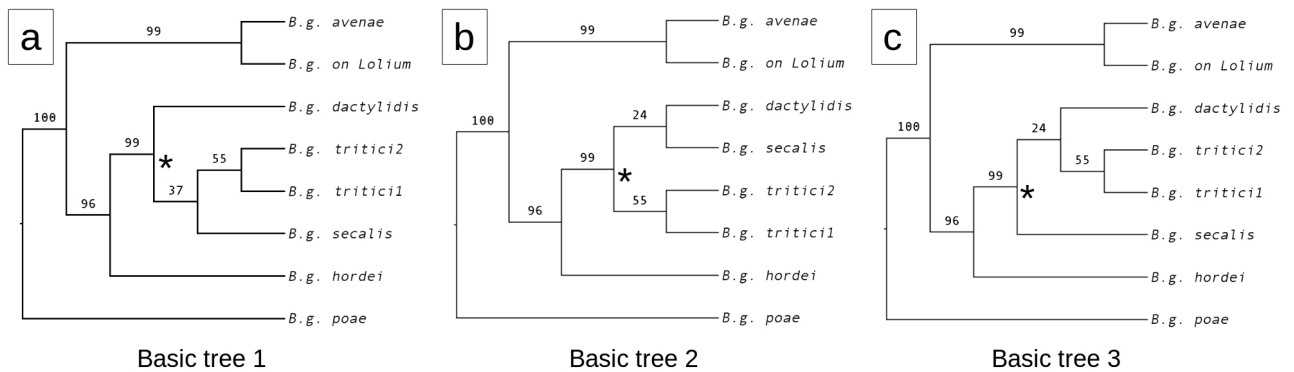 a
99
B.g. avenae
B.g. on Lolium
100
B.g. dactylidis
99
*
55
B.g. tritici2
B.g. tritici1
37
96
B.g. secalis
B.g. hordei
B.g. poae
Basic tree 1
b
99
B.g. avenae
B.g. on Lolium
100
24
B.g. dactylidis
B.g. secalis
99
*
B.g. tritici2
55
96
B.g. tritici1
B.g. hordei
B.g. poae
Basic tree 2
c
99
B.g. avenae
B.g. on Lolium
100
24
B.g. dactylidis
55
B.g. tritici2
B.g. tritici1
99
*
96
B.g. secalis
B.g. hordei
B.g. poae
Basic tree 3